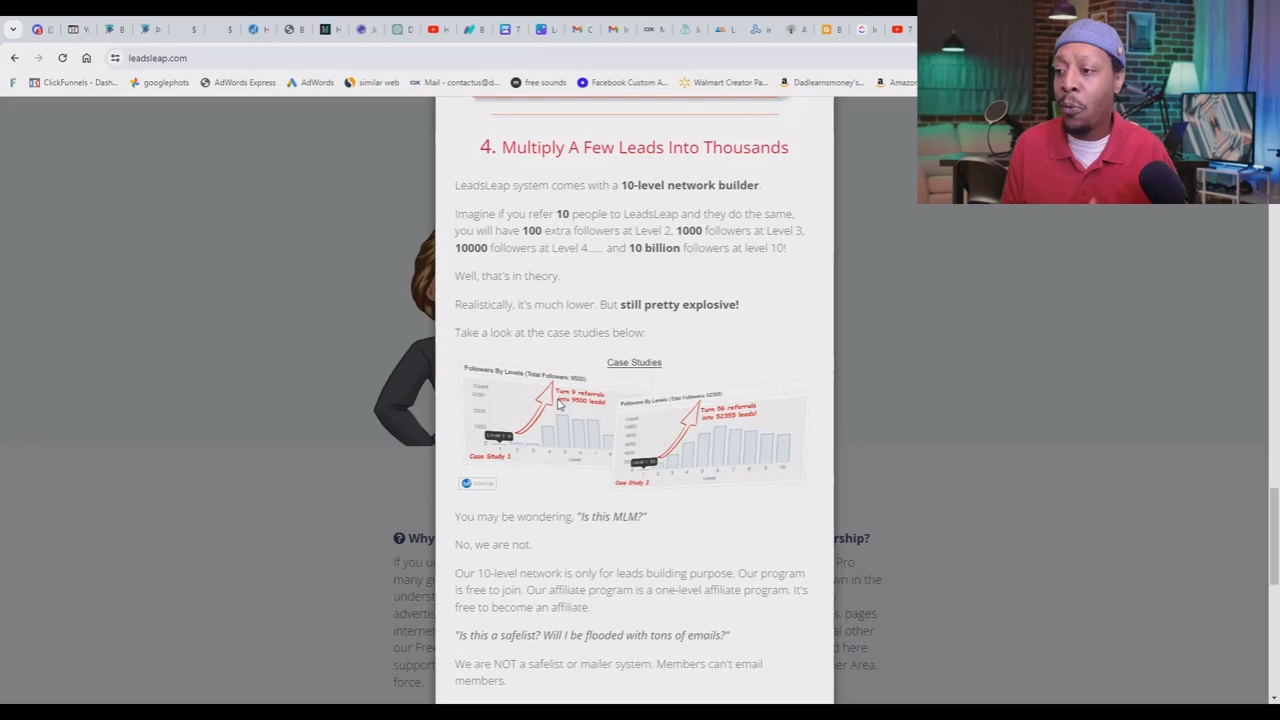 leadsleap.com
ClickFunnels - Dash...
googlephots
AdWords Express
AdWords
similar web
Mail - contactus@d...
free sounds
Facebook Custom A...
Walmart Creator Pa...
Dadlearnsmoney's...
Amazon
4. Multiply A Few Leads Into Thousands
LeadsLeap system comes with a 10-level network builder.
Imagine if you refer 10 people to LeadsLeap and they do the same,
you will have 100 extra followers at Level 2, 1000 followers at Level 3,
10000 followers at Level 4...... and 10 billion followers at level 10!
Well, that's in theory.
Realistically, it's much lower. But still pretty explosive!
Take a look at the case studies below:
Case Studies
Followers By Levels (Total Followers: 9500)
Turn 9 referrals
into 9500 leads!
Level
Case Study 1
Followers By Levels (Total Followers: 52355)
Turn 56 referrals
into 52355 leads!
Level
Case Study 2
Schedule
You may be wondering, "Is this MLM?"
No, we are not.
Our 10-level network is only for leads building purpose. Our program
is free to join. Our affiliate program is a one-level affiliate program. It's
free to become an affiliate.
"Is this a safelist? Will I be flooded with tons of emails?"
We are NOT a safelist or mailer system. Members can't email
members.
Why
If you u
many g
unders
adverti
interne
our Fre
suppor
force.
rship?
Pro
wn in the
, pages
al other
d here.
er Area.